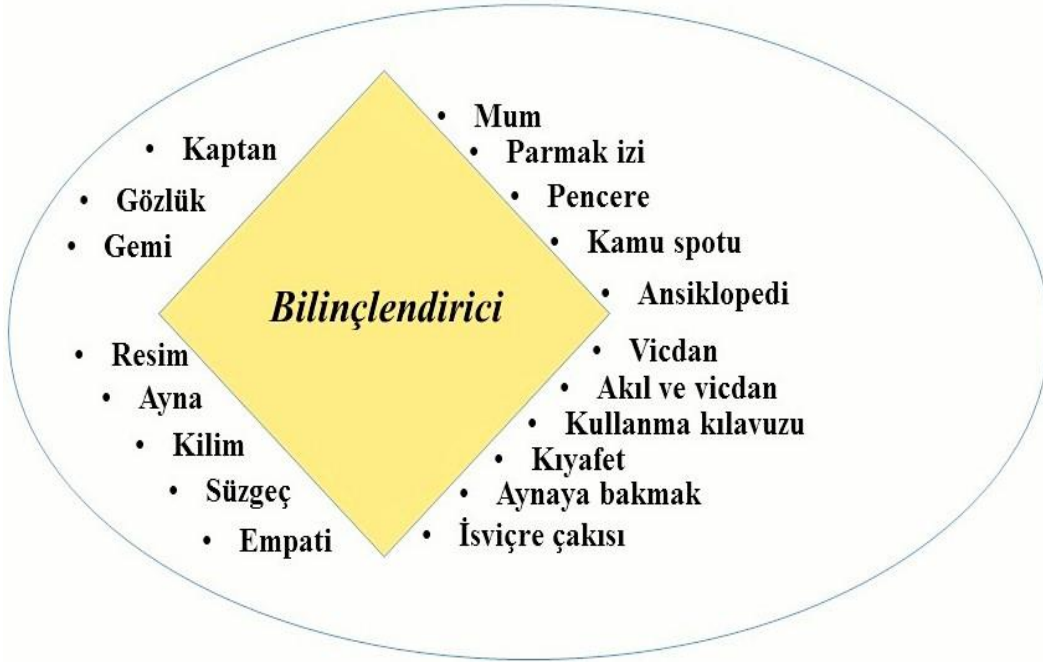 Kaptan
Gözlük
Gemi
Resim
Ayna
Kilim
Süzgeç
Empati
Bilinçlendirici
Mum
Parmak izi
Pencere
Kamu spotu
Ansiklopedi
Vicdan
Akıl ve vicdan
Kullanma kılavuzu
Kıyafet
Aynaya bakmak
İsviçre çakısı